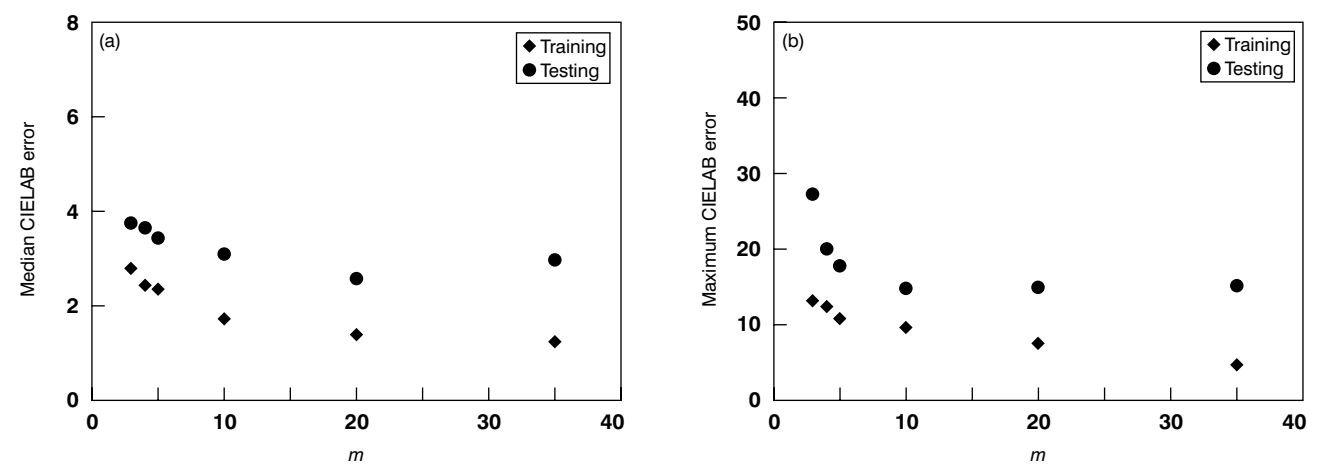 (a)
Training
Testing
8
6
4
2
0
Median CIELAB error
0 10 20 30 40
m
(b)
Training
Testing
50
40
30
20
10
0
Maximum CIELAB error
0 10 20 30 40
m